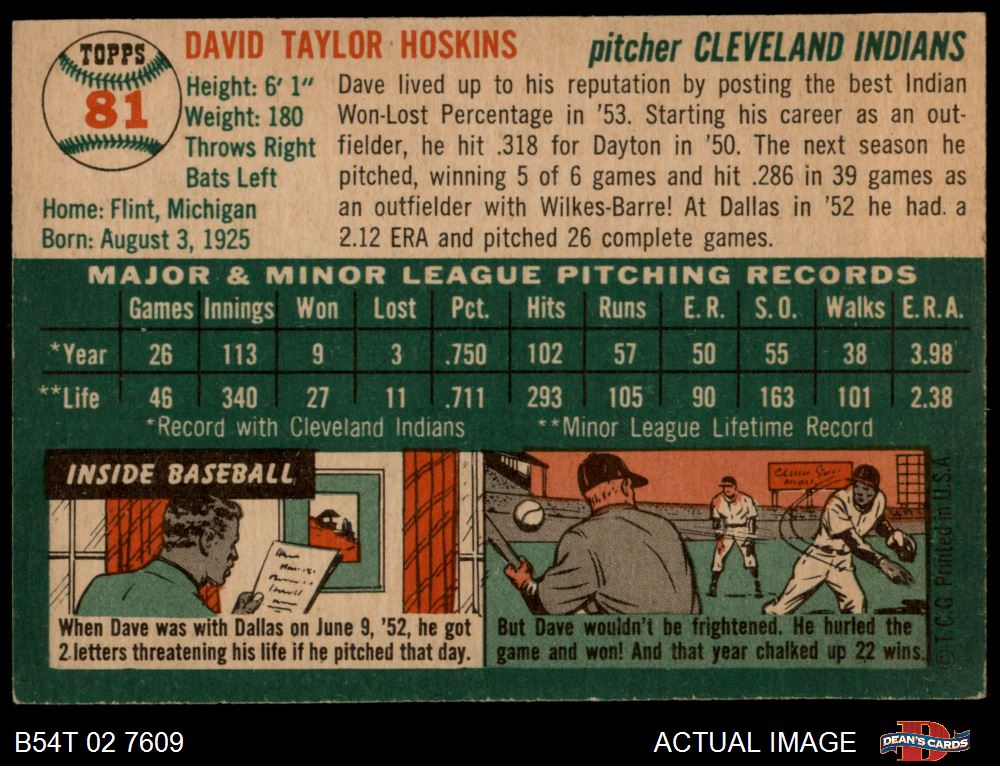 TOPPS
81
DAVID TAYLOR HOSKINS
pitcher CLEVELAND INDIANS
Height: 6' 1"
Weight: 180
Throws Right
Bats Left
Home: Flint, Michigan
Born: August 3, 1925
Dave lived up to his reputation by posting the best Indian
Won-Lost Percentage in '53. Starting his career as an out-
fielder, he hit .318 for Dayton in '50. The next season he
pitched, winning 5 of 6 games and hit .286 in 39 games as
an outfielder with Wilkes-Barre! At Dallas in '52 he had. a
2.12 ERA and pitched 26 complete games.
MAJOR & MINOR LEAGUE PITCHING RECORDS
Games Innings Won Lost Pct. Hits Runs E.R. S.O. Walks E.R.A.
*Year 26 113 9 3 .750 102 57 50 55 38 3.98
**Life 46 340 27 11 .711 293 105 90 163 101 2.38
*Record with Cleveland Indians **Minor League Lifetime Record
INSIDE BASEBALL
When Dave was with Dallas on June 9, '52, he got
2 letters threatening his life if he pitched that day.
But Dave wouldn't be frightened. He hurled the
game and won! And that year chalked up 22 wins.
© T.C.G. Printed in U.S.A.
B54T 02 7609
ACTUAL IMAGE
DEAN'S CARDS